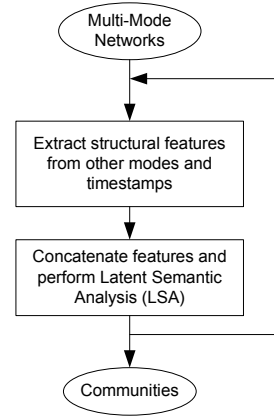 Multi-Mode
Networks
Extract structural features
from other modes and
timestamps
Concatenate features and
perform Latent Semantic
Analysis (LSA)
Communities